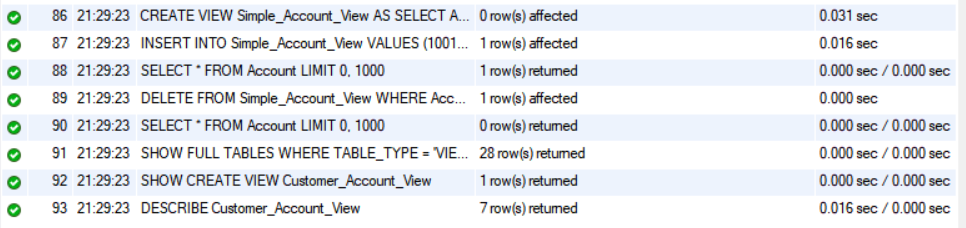 86 21:29:23 CREATE VIEW Simple_Account_View AS SELECT A... 0 row(s) affected 0.031 sec
87 21:29:23 INSERT INTO Simple_Account_View VALUES (1001... 1 row(s) affected 0.016 sec
88 21:29:23 SELECT * FROM Account LIMIT 0, 1000 1 row(s) returned 0.000 sec / 0.000 sec
89 21:29:23 DELETE FROM Simple_Account_View WHERE Acc... 1 row(s) affected 0.000 sec
90 21:29:23 SELECT * FROM Account LIMIT 0, 1000 0 row(s) returned 0.000 sec / 0.000 sec
91 21:29:23 SHOW FULL TABLES WHERE TABLE_TYPE = 'VIE... 28 row(s) returned 0.000 sec / 0.000 sec
92 21:29:23 SHOW CREATE VIEW Customer_Account_View 1 row(s) returned 0.000 sec / 0.000 sec
93 21:29:23 DESCRIBE Customer_Account_View 7 row(s) returned 0.016 sec / 0.000 sec